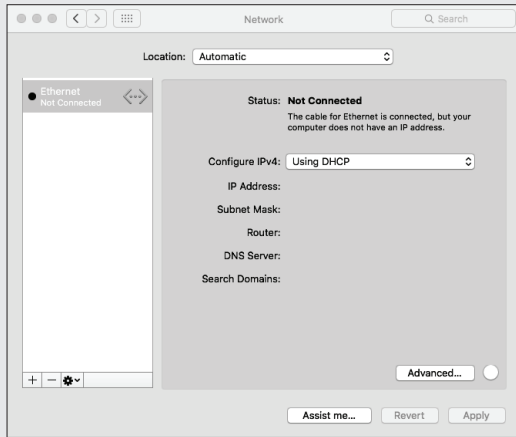 Network
Search
Location: Automatic
Ethernet
Not Connected
Status: Not Connected
The cable for Ethernet is connected, but your
computer does not have an IP address.
Configure IPv4: Using DHCP
IP Address:
Subnet Mask:
Router:
DNS Server:
Search Domains:
Advanced...
Assist me...
Revert
Apply